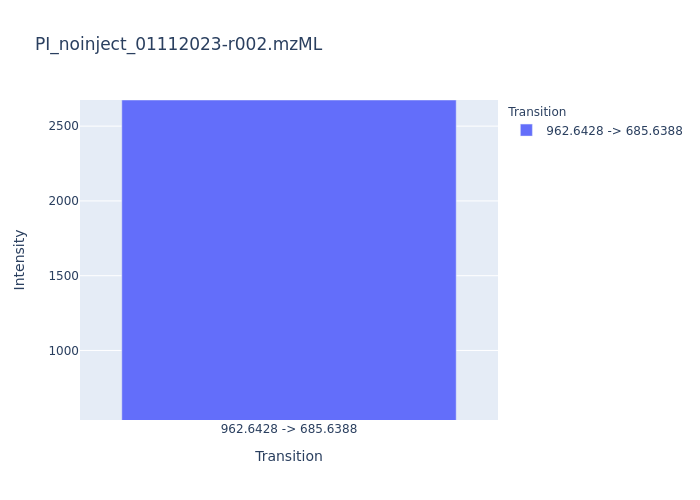 PI_noinject_01112023-r002.mzML
Transition
962.6428 -> 685.6388
2500
2000
1500
1000
Intensity
962.6428 -> 685.6388
Transition